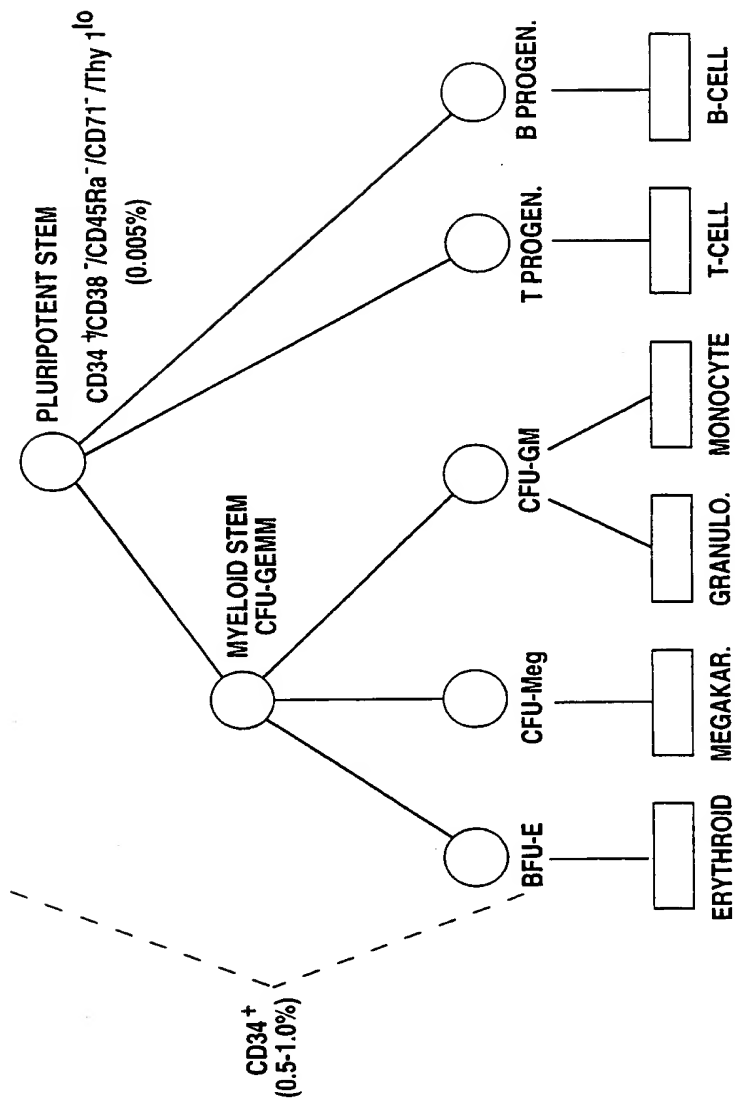 PLURIPOTENT STEM
CD34⁺/CD38⁻/CD45Ra⁻/CD71⁻/Thy 1ˡᵒ
(0.005%)
MYELOID STEM
CFU-GEMM
CD34⁺
(0.5-1.0%)
BFU-E
CFU-Meg
CFU-GM
T PROGEN.
B PROGEN.
ERYTHROID
MEGAKAR.
GRANULO.
MONOCYTE
T-CELL
B-CELL